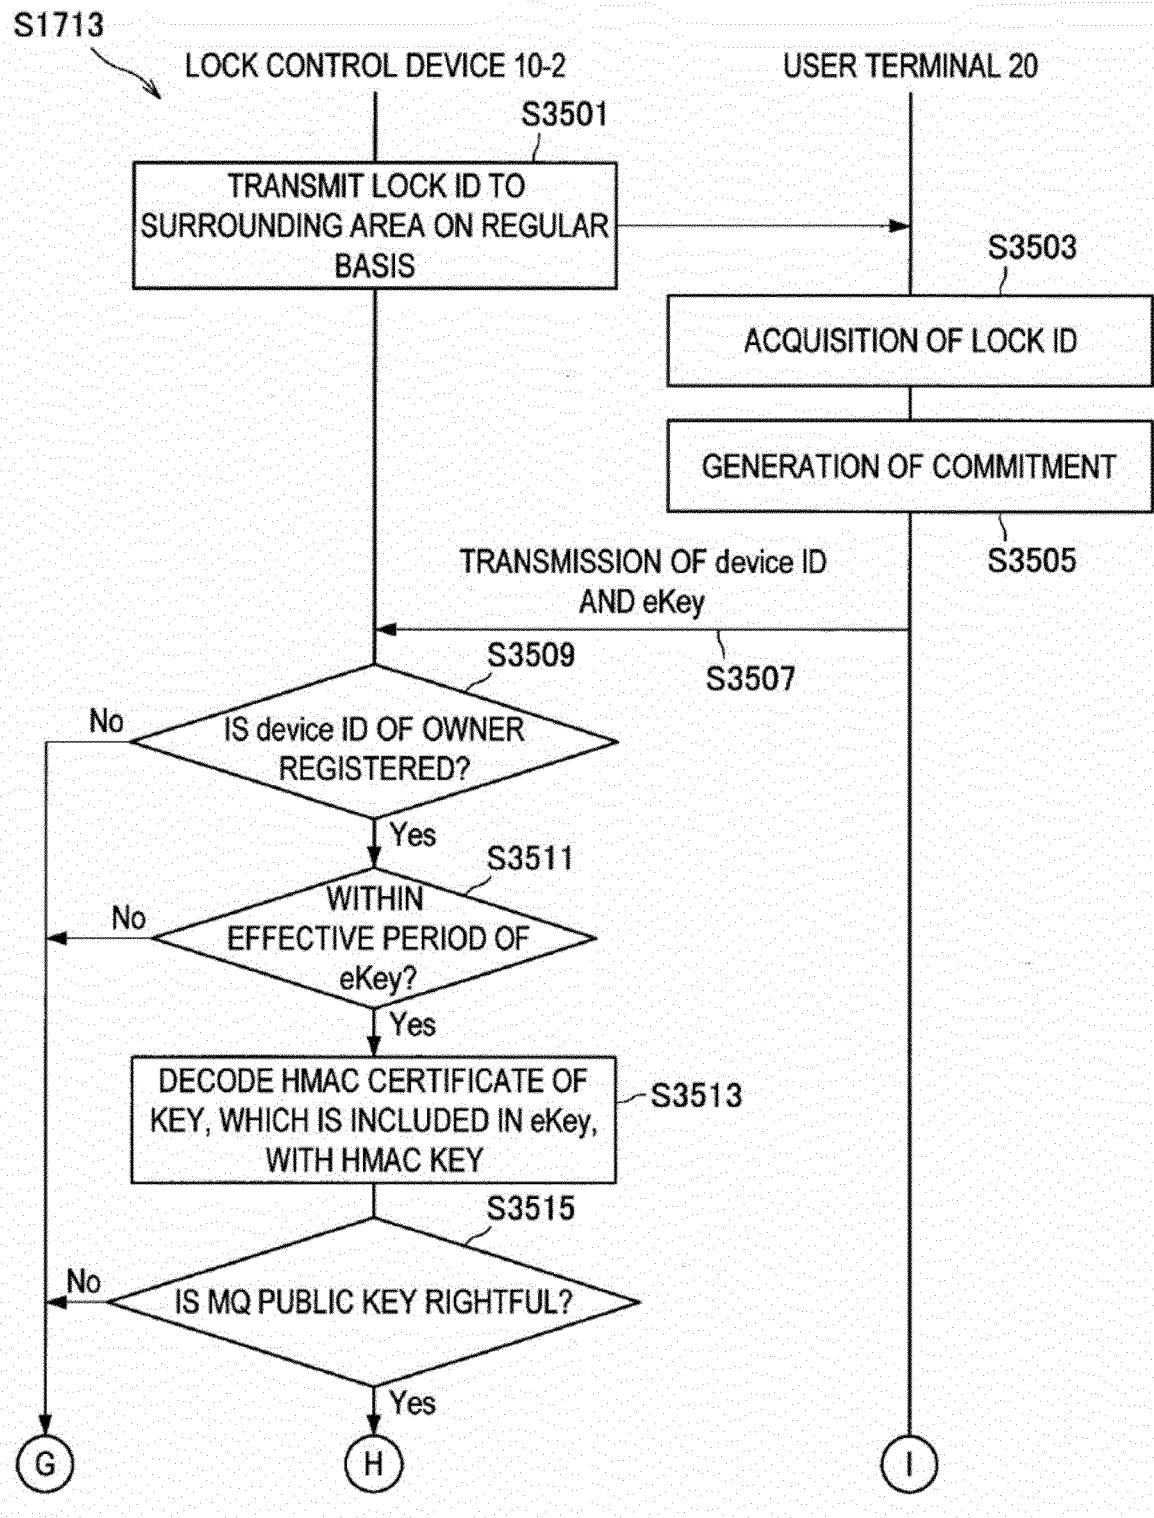 S1713
LOCK CONTROL DEVICE 10-2
USER TERMINAL 20
S3501
TRANSMIT LOCK ID TO
SURROUNDING AREA ON REGULAR
BASIS
S3503
ACQUISITION OF LOCK ID
GENERATION OF COMMITMENT
S3505
TRANSMISSION OF device ID
AND eKey
S3507
S3509
No
IS device ID OF OWNER
REGISTERED?
Yes
S3511
No
WITHIN
EFFECTIVE PERIOD OF
eKey?
Yes
DECODE HMAC CERTIFICATE OF
KEY, WHICH IS INCLUDED IN eKey,
WITH HMAC KEY
S3513
S3515
No
IS MQ PUBLIC KEY RIGHTFUL?
Yes
G
H
I